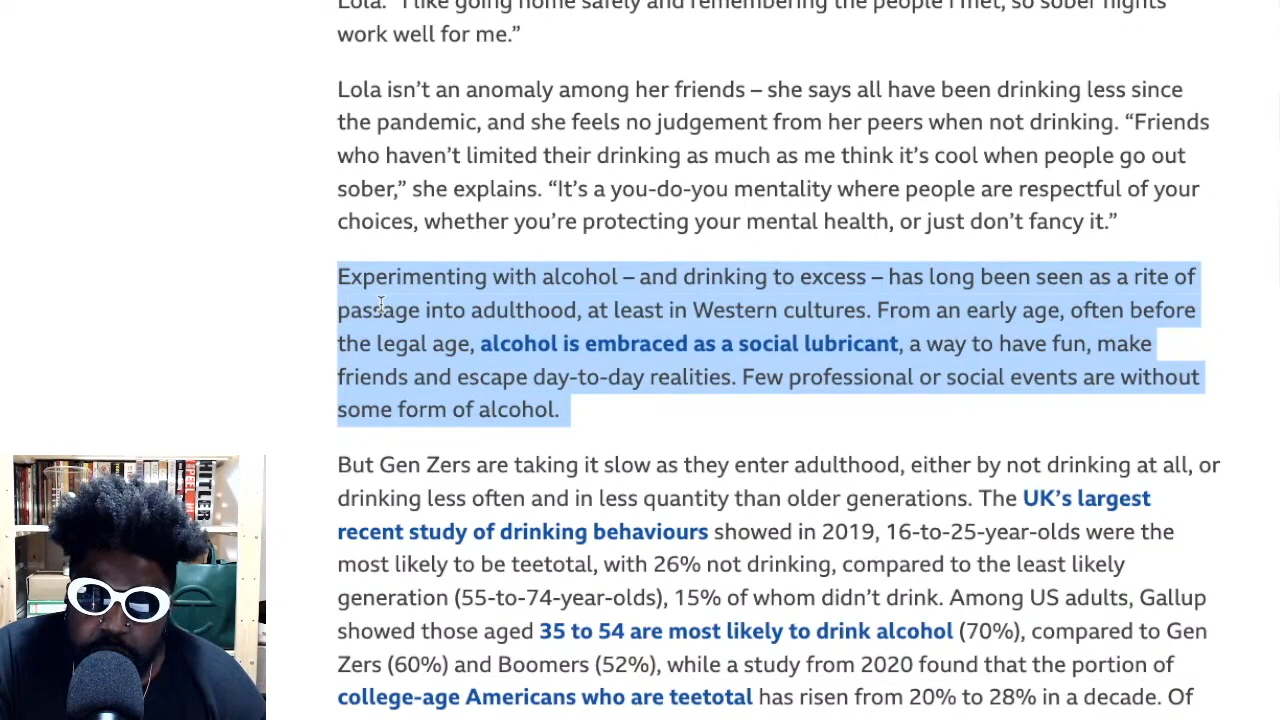 Lola. “I like going home safely and remembering the people I met, so sober nights
work well for me.”
Lola isn’t an anomaly among her friends – she says all have been drinking less since
the pandemic, and she feels no judgement from her peers when not drinking. “Friends
who haven’t limited their drinking as much as me think it’s cool when people go out
sober,” she explains. “It’s a you-do-you mentality where people are respectful of your
choices, whether you’re protecting your mental health, or just don’t fancy it.”
Experimenting with alcohol – and drinking to excess – has long been seen as a rite of
passage into adulthood, at least in Western cultures. From an early age, often before
the legal age, alcohol is embraced as a social lubricant, a way to have fun, make
friends and escape day-to-day realities. Few professional or social events are without
some form of alcohol.
But Gen Zers are taking it slow as they enter adulthood, either by not drinking at all, or
drinking less often and in less quantity than older generations. The UK’s largest
recent study of drinking behaviours showed in 2019, 16-to-25-year-olds were the
most likely to be teetotal, with 26% not drinking, compared to the least likely
generation (55-to-74-year-olds), 15% of whom didn’t drink. Among US adults, Gallup
showed those aged 35 to 54 are most likely to drink alcohol (70%), compared to Gen
Zers (60%) and Boomers (52%), while a study from 2020 found that the portion of
college-age Americans who are teetotal has risen from 20% to 28% in a decade. Of
PEEL
HITLER